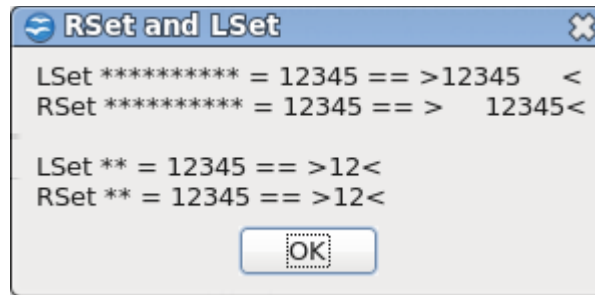 RSet and LSet
LSet ********** = 12345 == >12345     <
RSet ********** = 12345 == >     12345<
LSet ** = 12345 == >12<
RSet ** = 12345 == >12<
OK